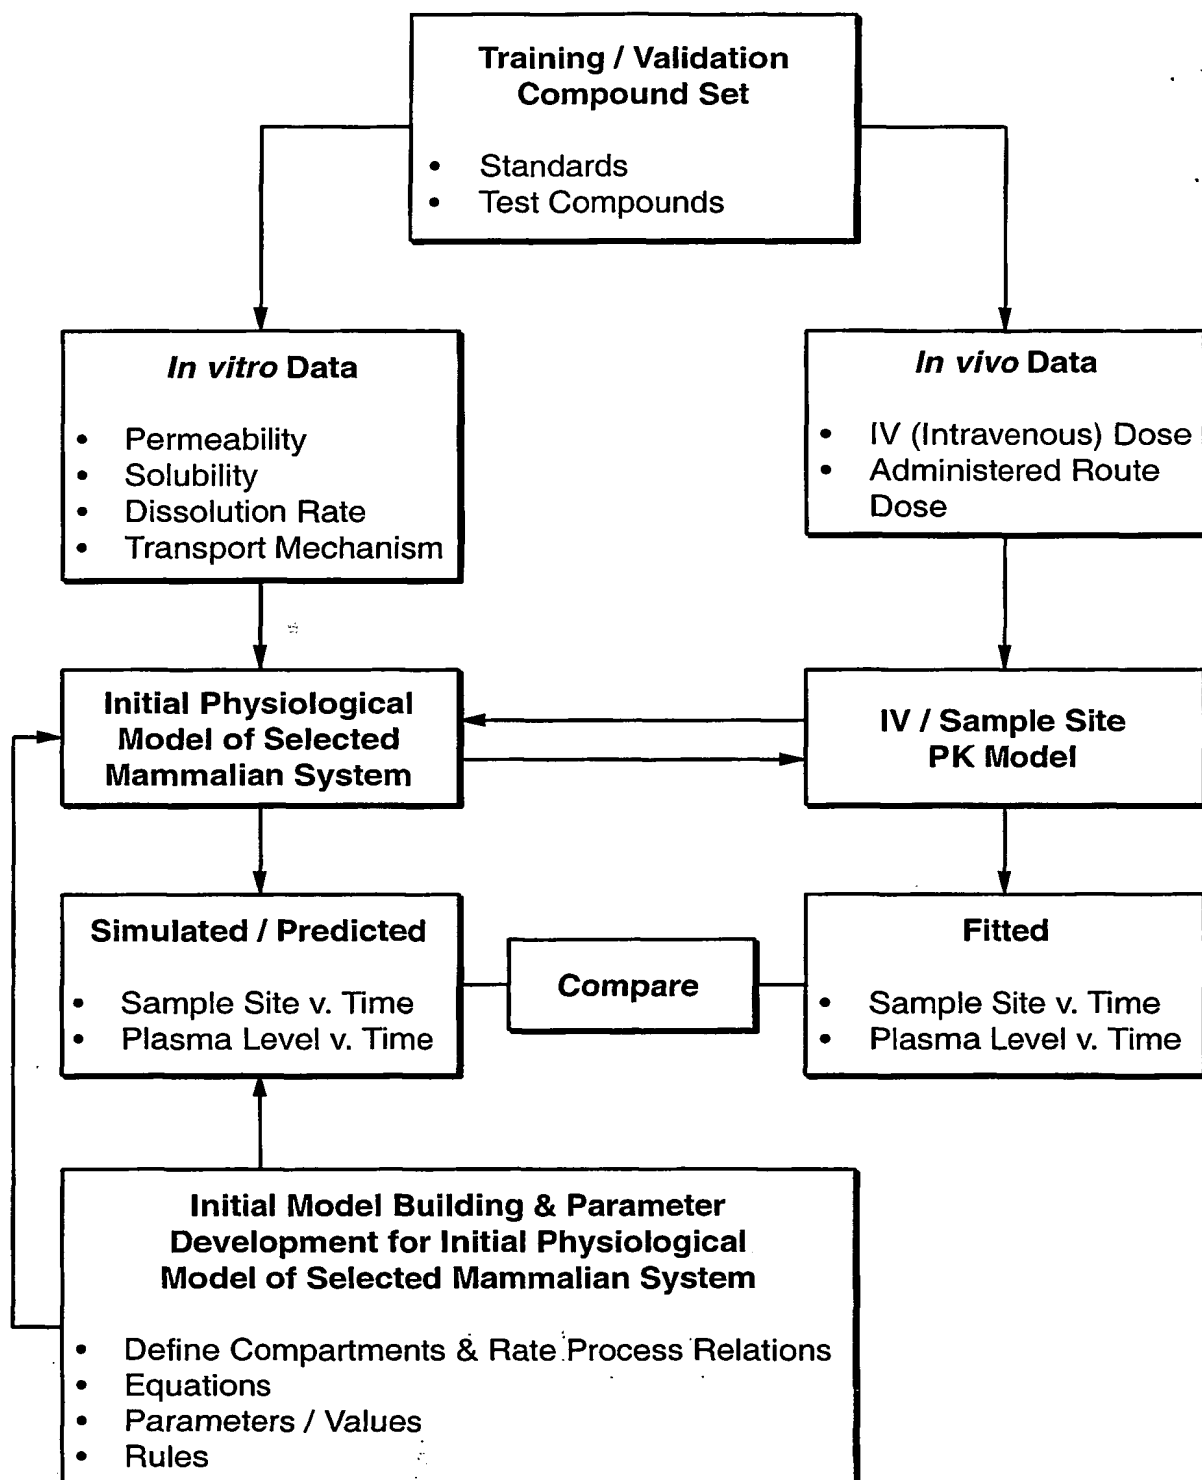 Training / Validation
Compound Set
• Standards
• Test Compounds
In vitro Data
• Permeability
• Solubility
• Dissolution Rate
• Transport Mechanism
In vivo Data
• IV (Intravenous) Dose
• Administered Route
Dose
Initial Physiological
Model of Selected
Mammalian System
IV / Sample Site
PK Model
Simulated / Predicted
• Sample Site v. Time
• Plasma Level v. Time
Compare
Fitted
• Sample Site v. Time
• Plasma Level v. Time
Initial Model Building & Parameter
Development for Initial Physiological
Model of Selected Mammalian System
• Define Compartments & Rate Process Relations
• Equations
• Parameters / Values
• Rules